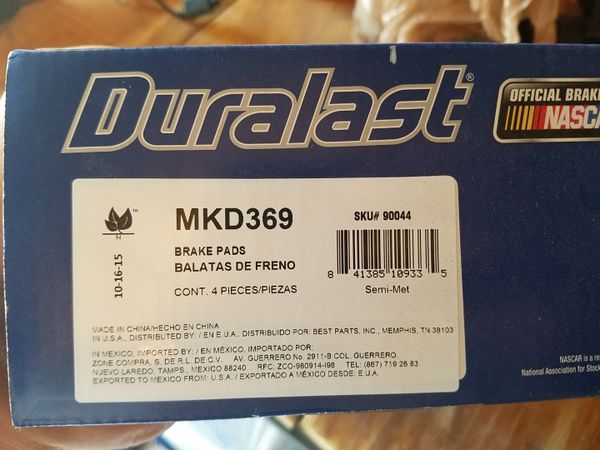 Duralast®
OFFICIAL BRAKE
NASCA
™
N
10-16-15
MKD369
BRAKE PADS
BALATAS DE FRENO
CONT. 4 PIECES/PIEZAS
SKU# 90044
8 41385 10933 5
Semi-Met
MADE IN CHINA/HECHO EN CHINA
IN U.S.A., DISTRIBUTED BY: / EN E.U.A., DISTRIBUIDO POR: BEST PARTS, INC., MEMPHIS, TN 38103
IN MEXICO, IMPORTED BY: / EN MÉXICO, IMPORTADO POR:
ZONE COMPRA, S. DE R.L. DE C.V. AV. GUERRERO No. 2911-B COL. GUERRERO
NUEVO LAREDO, TAMPS., MEXICO 88240 RFC: ZCO-980914-I98 TEL: (867) 719 26 83
EXPORTED TO MEXICO FROM: U.S.A. / EXPORTADO A MÉXICO DESDE: E.U.A.
NASCAR is a re
National Association for Stock